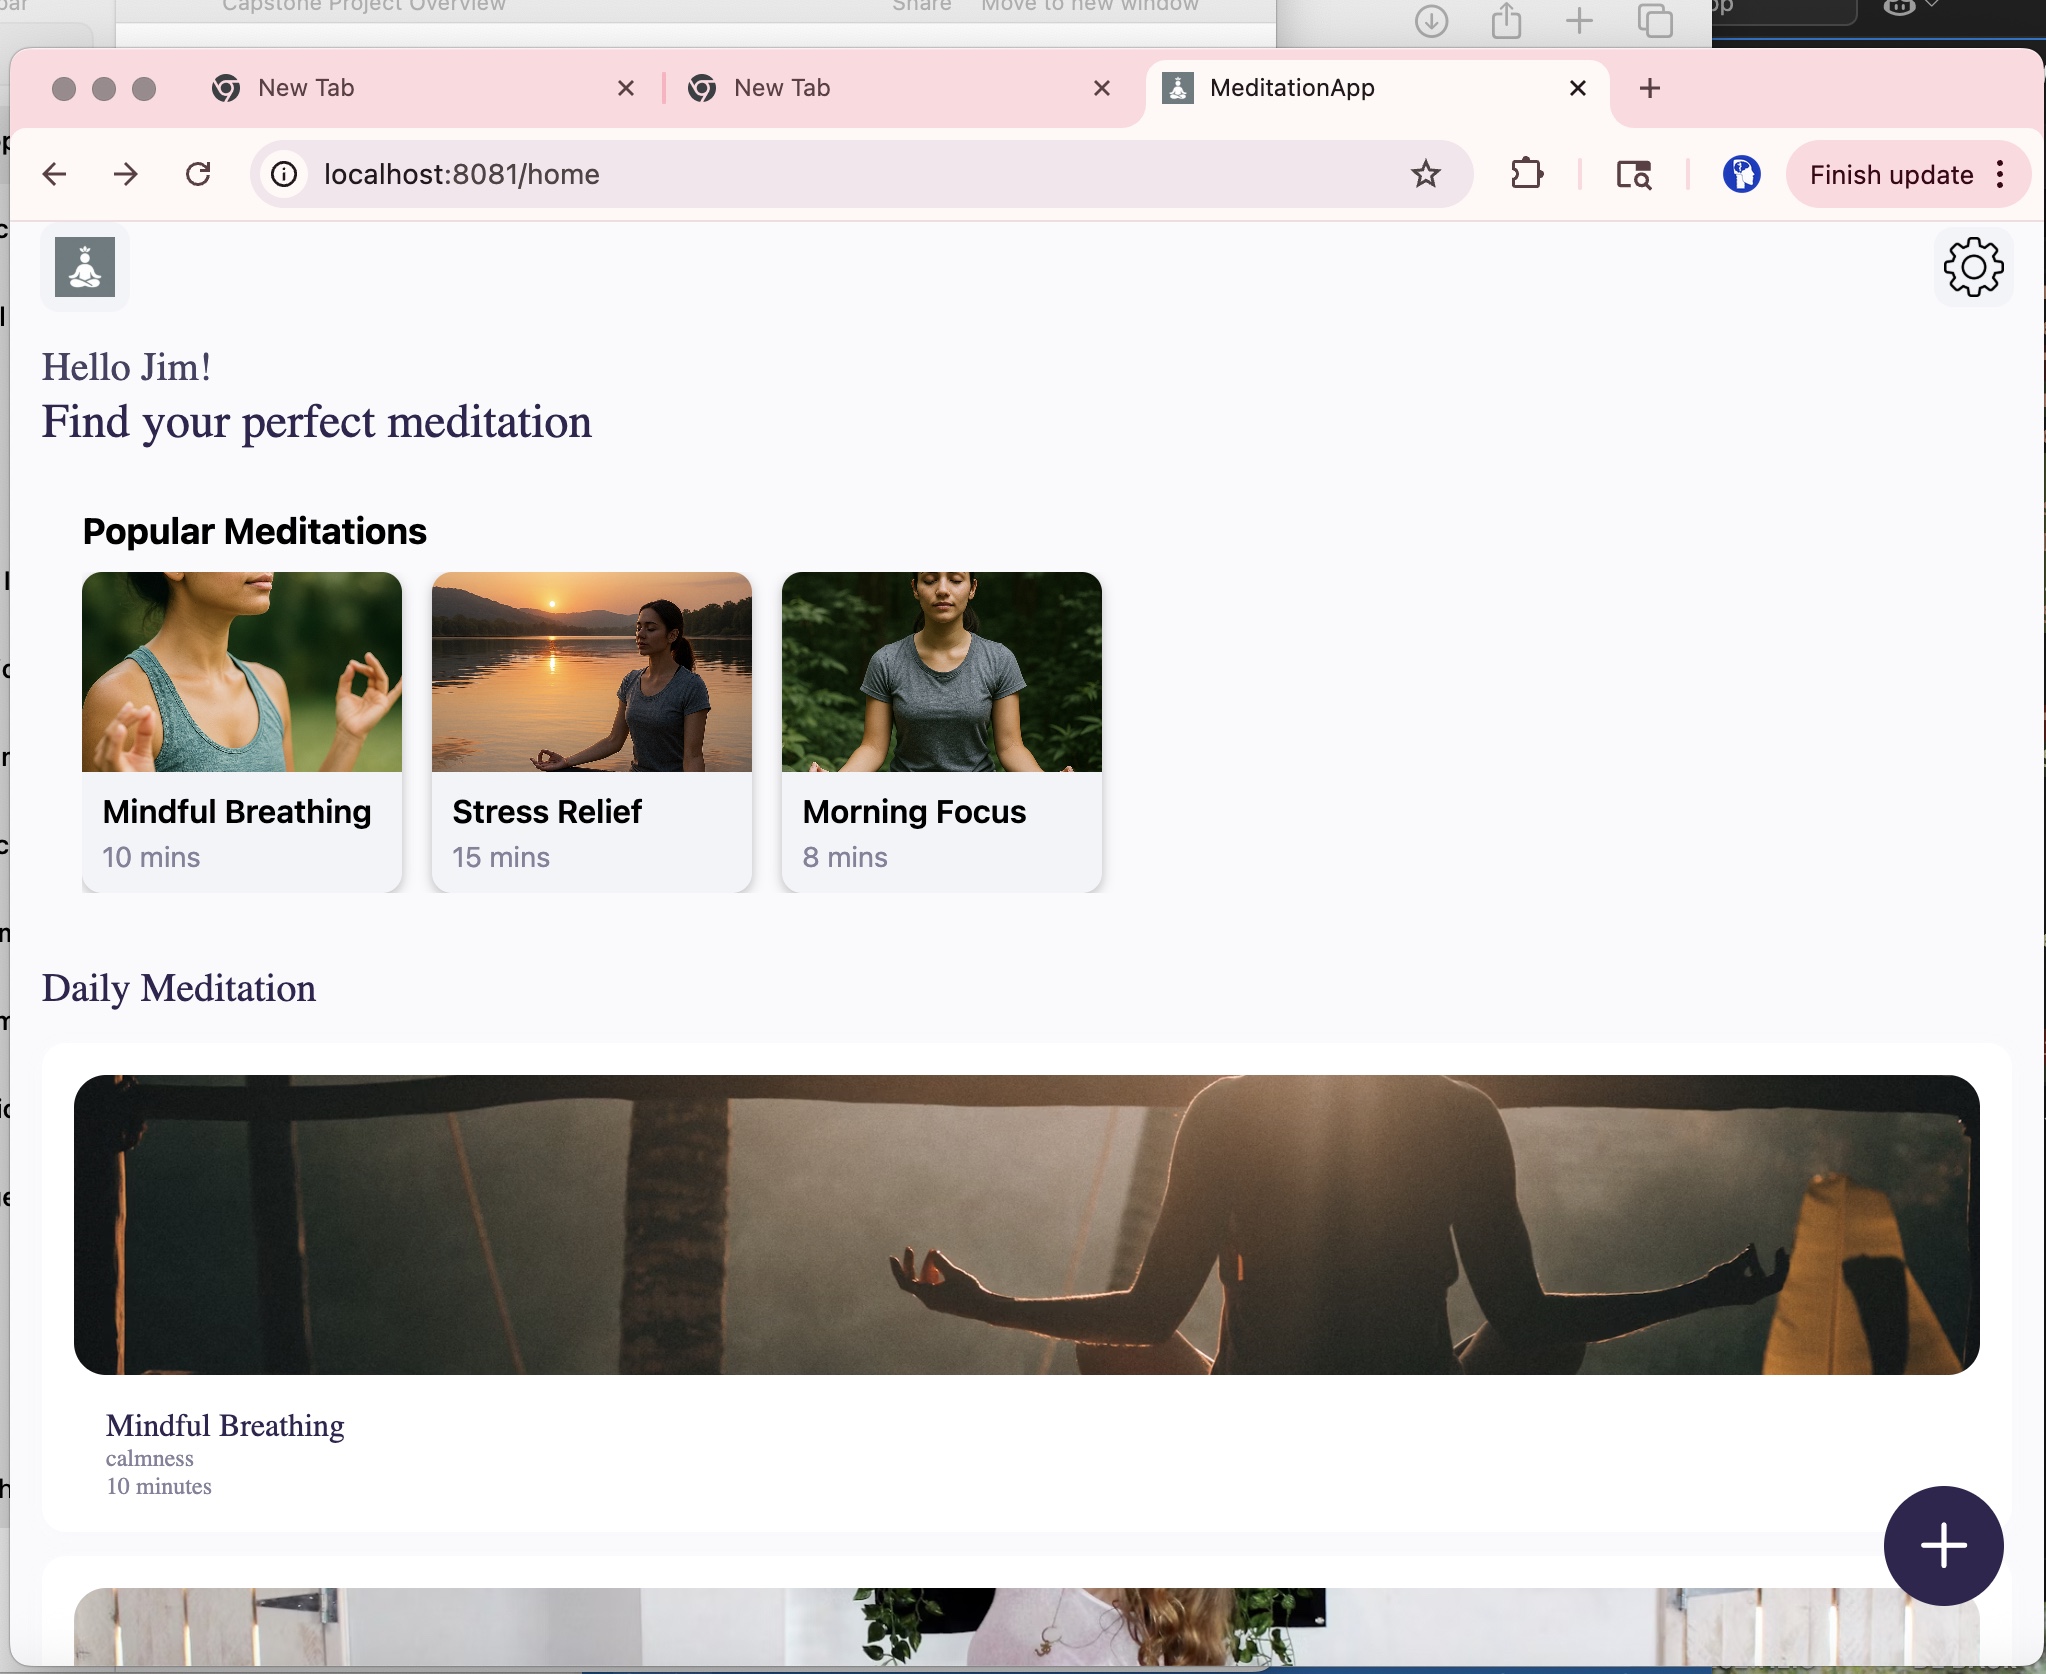 Capstone Project Overview
Share Move to new window
New Tab
New Tab
MeditationApp
localhost:8081/home
Finish update
Hello Jim!
Find your perfect meditation
Popular Meditations
Mindful Breathing
10 mins
Stress Relief
15 mins
Morning Focus
8 mins
Daily Meditation
Mindful Breathing
calmness
10 minutes